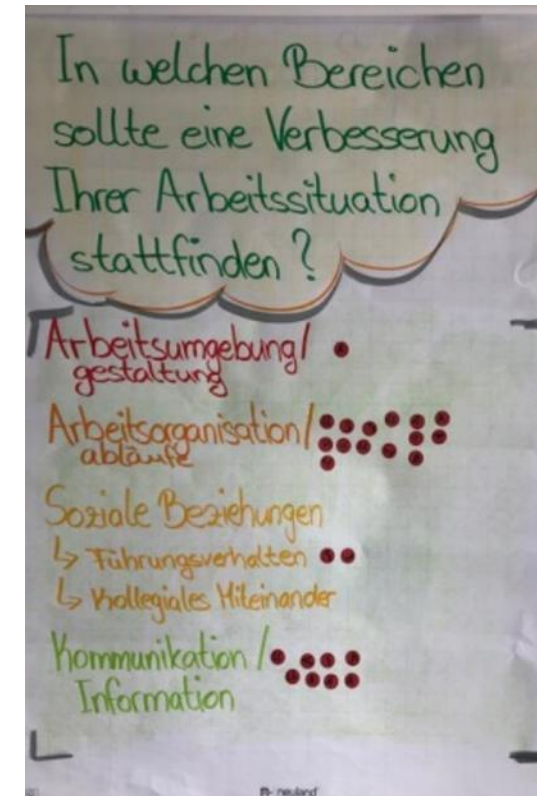 In welchen Bereichen
sollte eine Verbesserung
Ihrer Arbeitssituation
stattfinden?
Arbeitsumgebung/
gestaltung
Arbeitsorganisation/
abläufe
Soziale Beziehungen
↳ Führungsverhalten
↳ Kollegiales Miteinander
Kommunikation/
Information
neuland